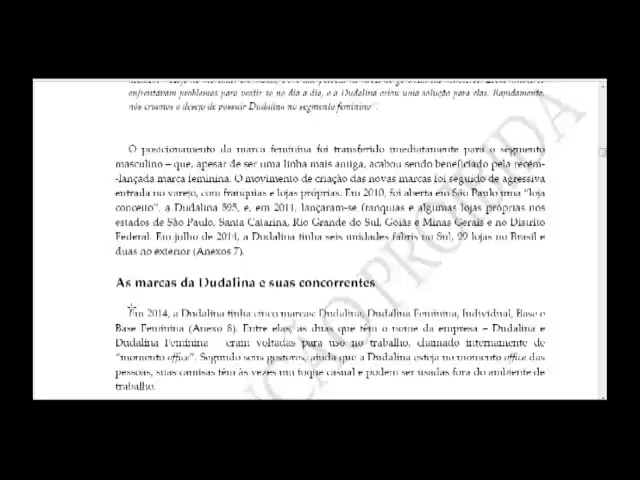 enfrentavam problemas para vestir-se no dia a dia, e a Dudalina criou uma solução para elas. Rapidamente,
nós criamos o desejo de possuir Dudalina no segmento feminino".
O posicionamento da marca feminina foi transferido imediatamente para o segmento
masculino – que, apesar de ser uma linha mais antiga, acabou sendo beneficiado pela recém-
-lançada marca feminina. O movimento de criação das novas marcas foi seguido de agressiva
entrada no varejo, com franquias e lojas próprias. Em 2010, foi aberta em São Paulo uma "loja
conceito", a Dudalina 595, e, em 2011, lançaram-se franquias e algumas lojas próprias nos
estados de São Paulo, Santa Catarina, Rio Grande do Sul, Goiás e Minas Gerais e no Distrito
Federal. Em julho de 2014, a Dudalina tinha seis unidades fabris no Sul, 99 lojas no Brasil e
duas no exterior (Anexos 7).
As marcas da Dudalina e suas concorrentes
Em 2014, a Dudalina tinha cinco marcas: Dudalina, Dudalina Feminina, Individual, Base e
Base Feminina (Anexo 8). Entre elas, as duas que têm o nome da empresa – Dudalina e
Dudalina Feminina – eram voltadas para uso no trabalho, chamado internamente de
"momento office". Segundo seus gestores, ainda que a Dudalina esteja no momento office das
pessoas, suas camisas têm às vezes um toque casual e podem ser usadas fora do ambiente de
trabalho.
PROIBIDA